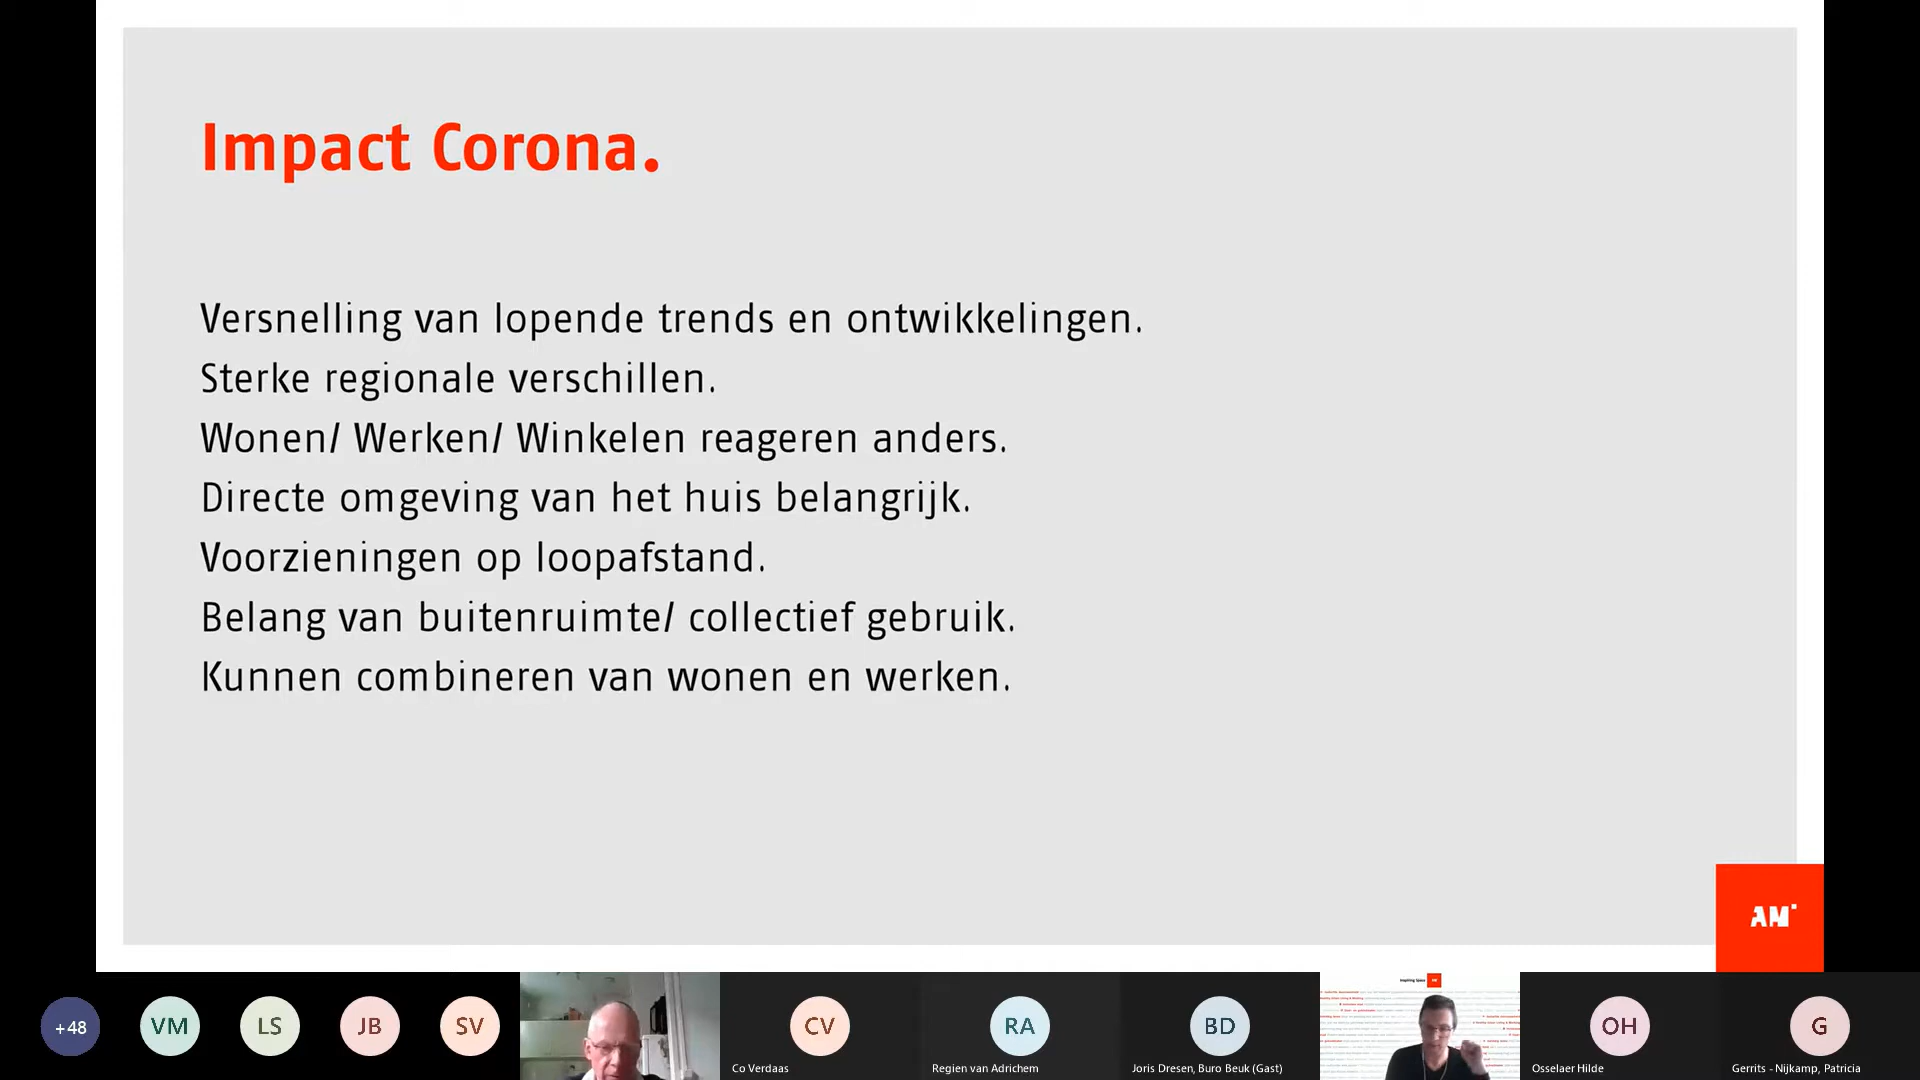 Impact Corona.
Versnelling van lopende trends en ontwikkelingen.
Sterke regionale verschillen.
Wonen/ Werken/ Winkelen reageren anders.
Directe omgeving van het huis belangrijk.
Voorzieningen op loopafstand.
Belang van buitenruimte/ collectief gebruik.
Kunnen combineren van wonen en werken.
AM
+48
VM
LS
JB
SV
CV
Co Verdaas
RA
Regien van Adrichem
BD
Joris Dresen, Buro Beuk (Gast)
Inspiring Space
OH
Osselaer Hilde
G
Gerrits - Nijkamp, Patricia